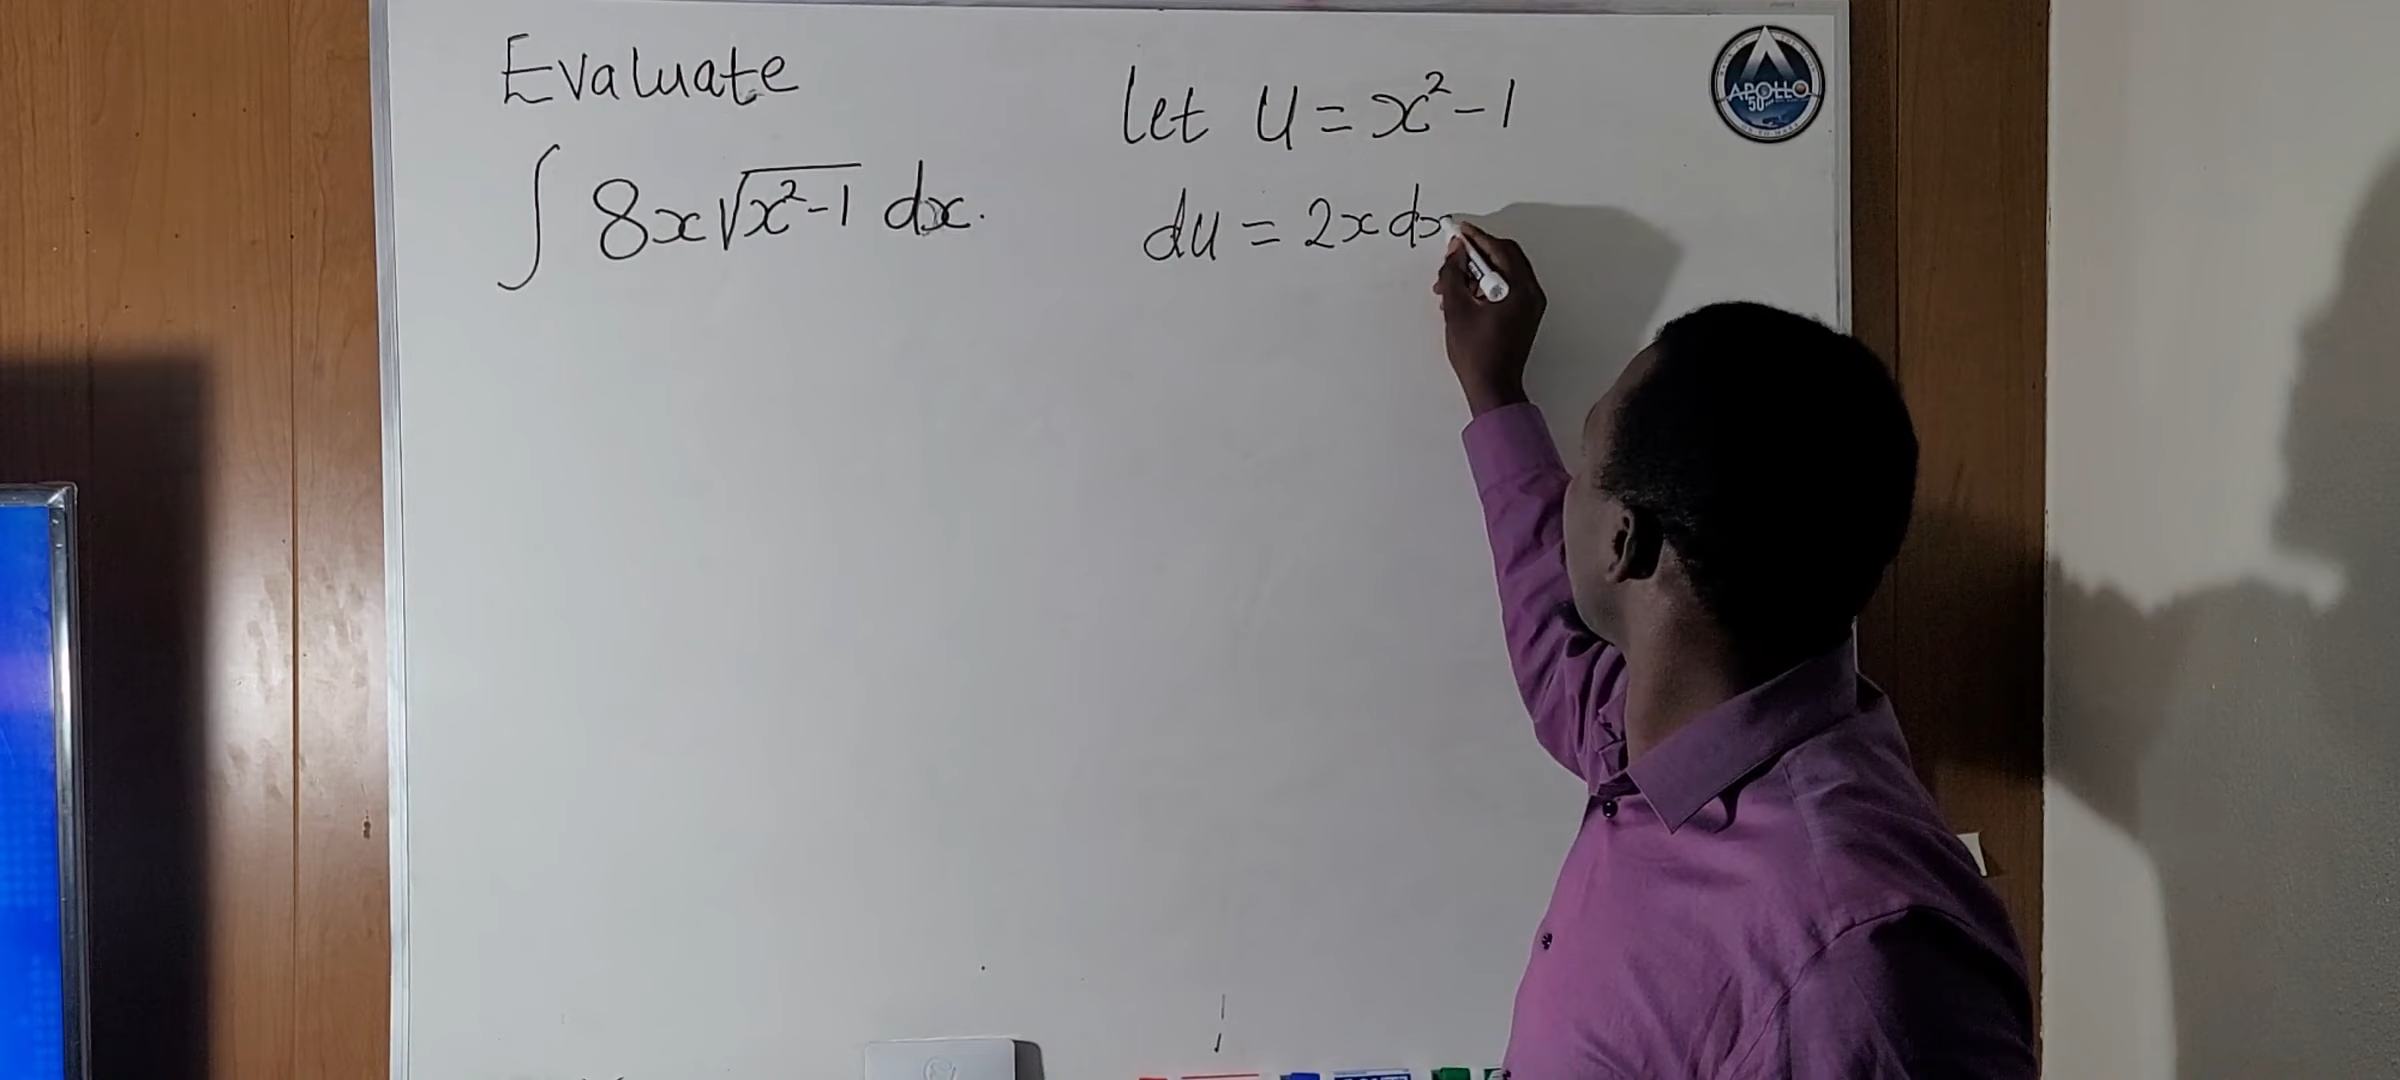 Evaluate
∫ 8x√(x²-1) dx.
let u = x² - 1
du = 2x dx
APOLLO
50